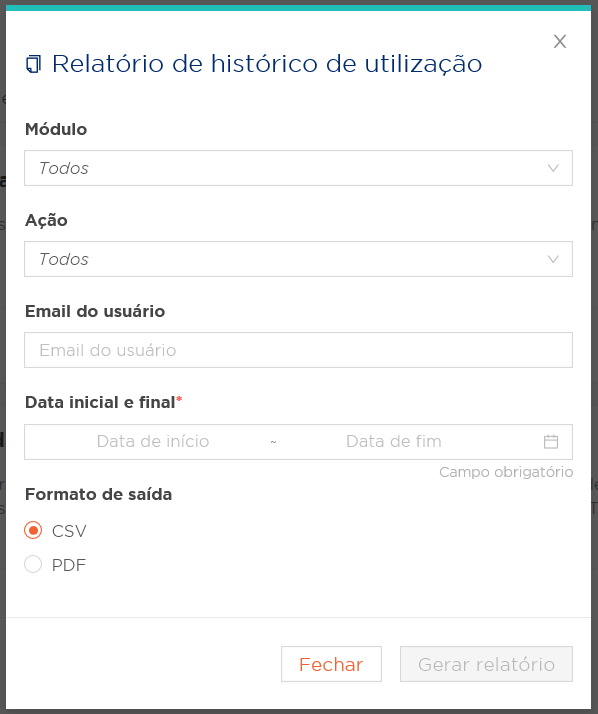 Relatório de histórico de utilização
Módulo
Todos
Ação
Todos
Email do usuário
Email do usuário
Data inicial e final*
Data de início ~ Data de fim
Campo obrigatório
Formato de saída
CSV
PDF
Fechar Gerar relatório